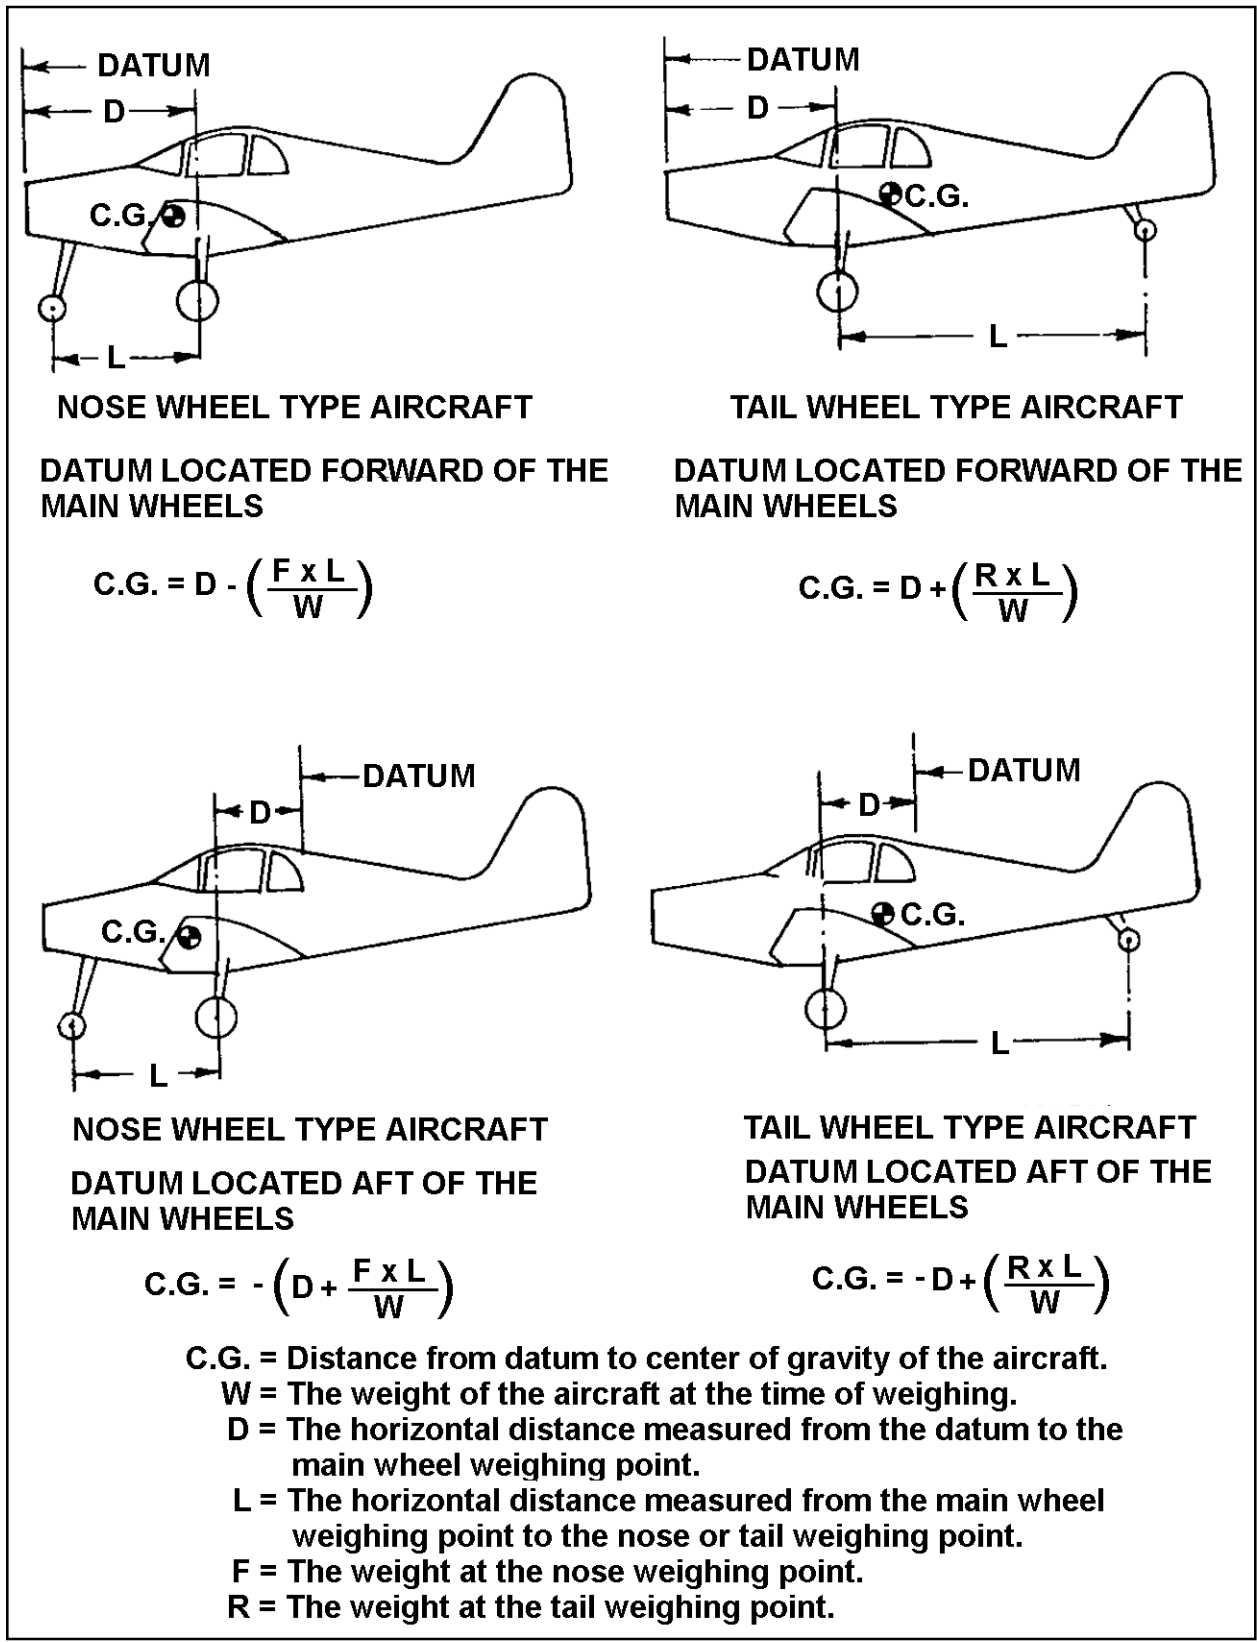 DATUM
D
C.G.
L
NOSE WHEEL TYPE AIRCRAFT
DATUM LOCATED FORWARD OF THE
MAIN WHEELS
C.G. = D - (F x L / W)
DATUM
D
C.G.
L
TAIL WHEEL TYPE AIRCRAFT
DATUM LOCATED FORWARD OF THE
MAIN WHEELS
C.G. = D + (R x L / W)
DATUM
D
C.G.
L
NOSE WHEEL TYPE AIRCRAFT
DATUM LOCATED AFT OF THE
MAIN WHEELS
C.G. = - (D + F x L / W)
DATUM
D
C.G.
L
TAIL WHEEL TYPE AIRCRAFT
DATUM LOCATED AFT OF THE
MAIN WHEELS
C.G. = - D + (R x L / W)
C.G. = Distance from datum to center of gravity of the aircraft.
W = The weight of the aircraft at the time of weighing.
D = The horizontal distance measured from the datum to the
main wheel weighing point.
L = The horizontal distance measured from the main wheel
weighing point to the nose or tail weighing point.
F = The weight at the nose weighing point.
R = The weight at the tail weighing point.